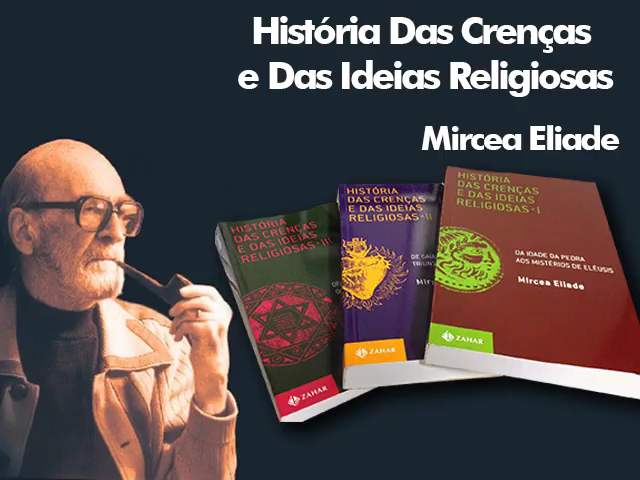 História Das Crenças
e Das Ideias Religiosas
Mircea Eliade
HISTÓRIA
DAS CRENÇAS
E DAS IDEIAS
RELIGIOSAS-III
ZAHAR
HISTÓRIA
DAS CRENÇAS
E DAS IDEIAS
RELIGIOSAS-II
DE
ZAHAR
HISTÓRIA
DAS CRENÇAS
E DAS IDEIAS
RELIGIOSAS-I
DA IDADE DA PEDRA
AOS MISTÉRIOS DE ELÊUSIS
Mircea Eliade
ZAHAR